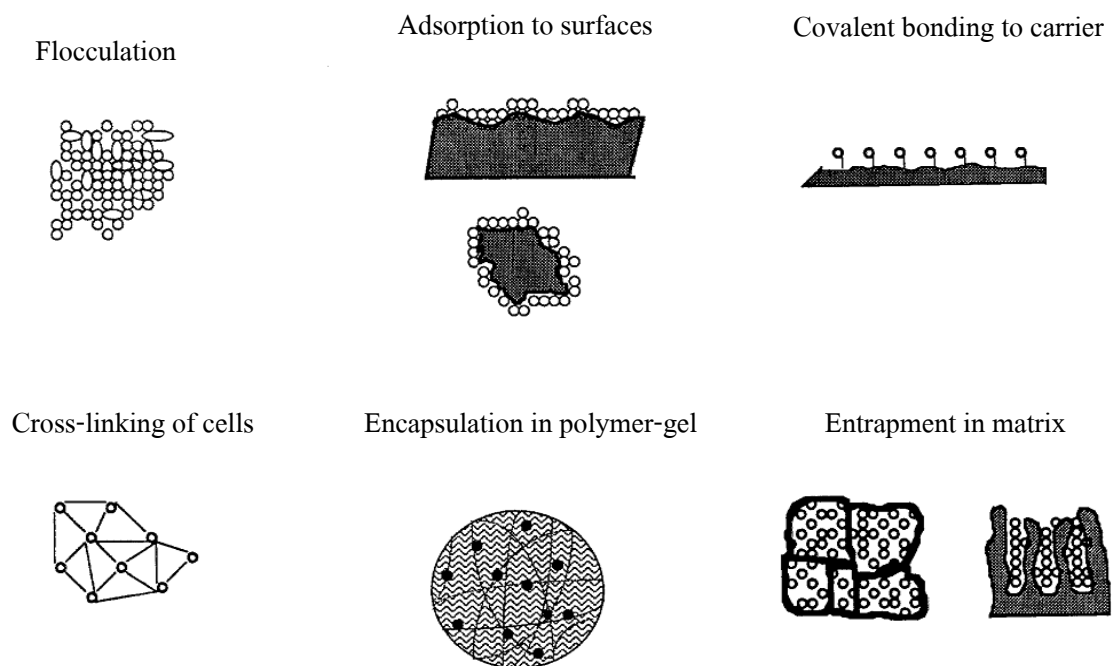 Flocculation
Adsorption to surfaces
Covalent bonding to carrier
Cross-linking of cells
Encapsulation in polymer-gel
Entrapment in matrix